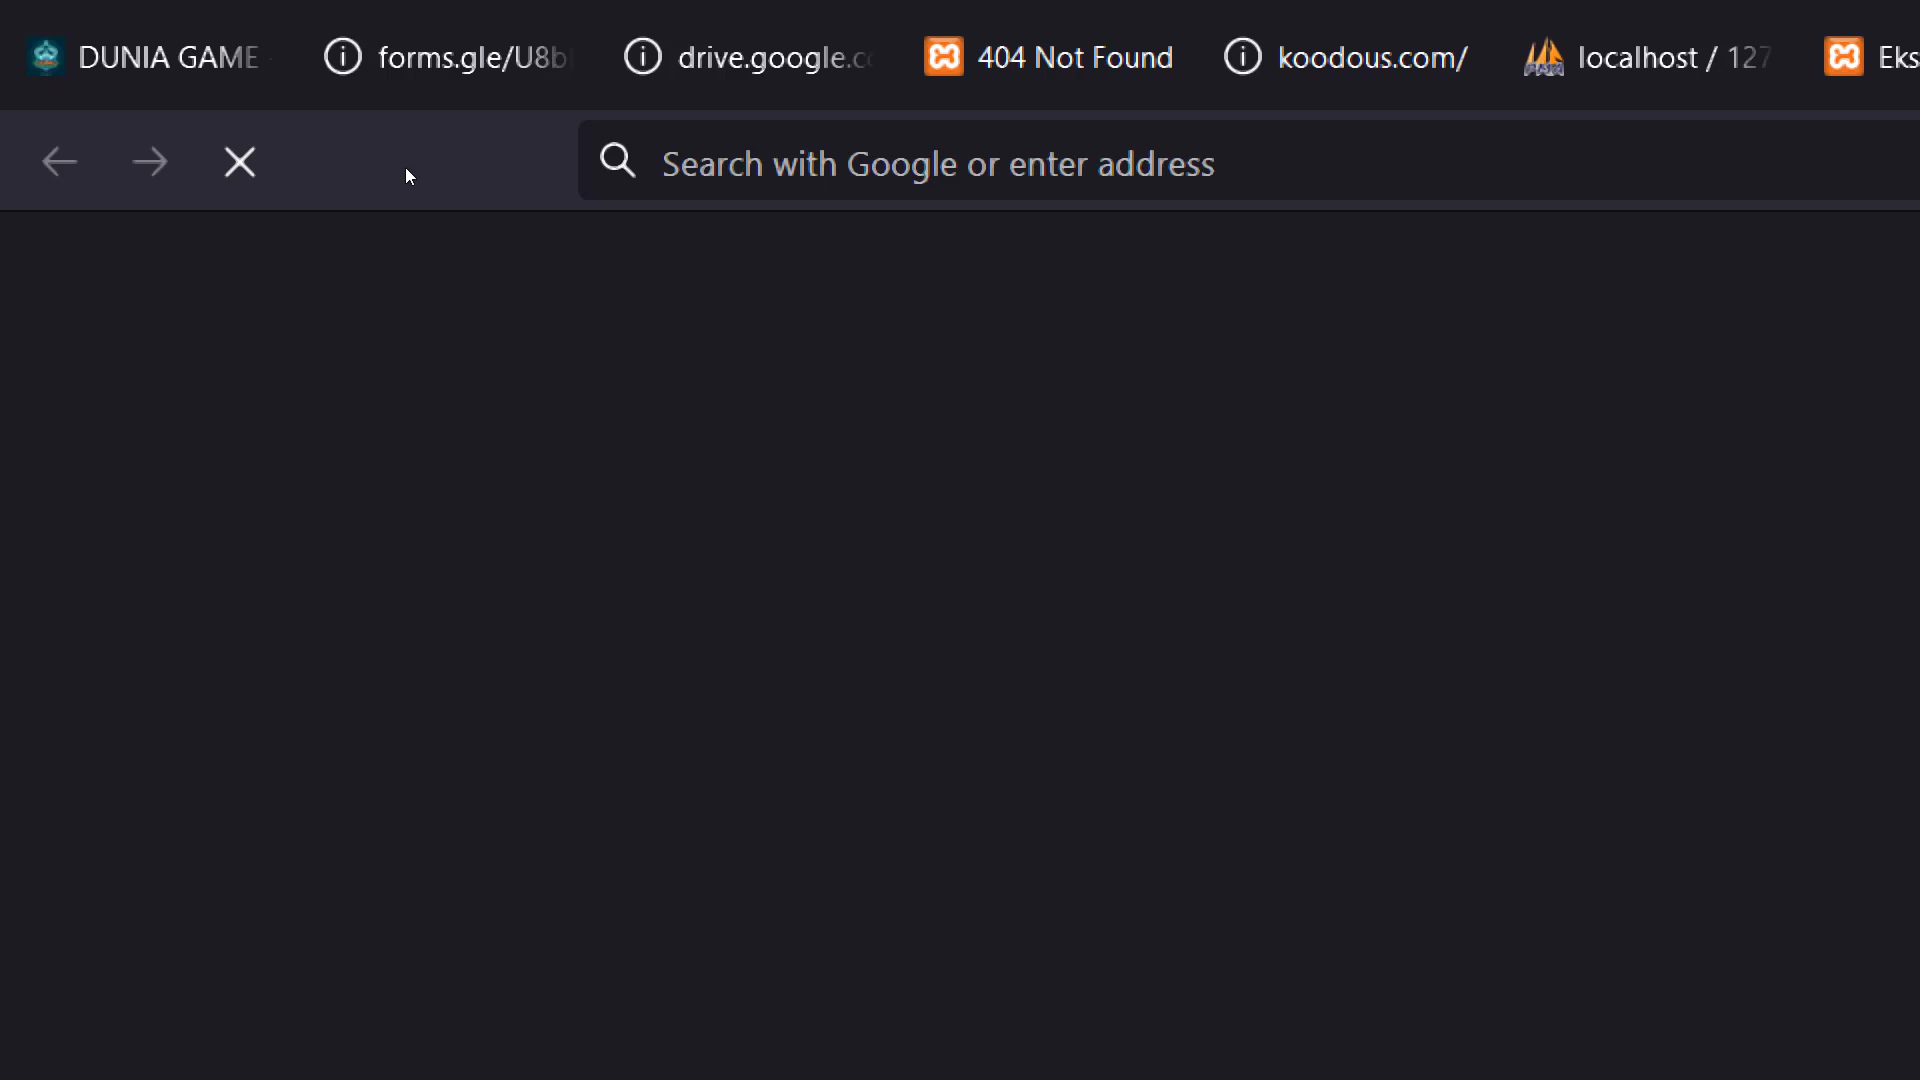 DUNIA GAME
forms.gle/U8b
drive.google.co
404 Not Found
koodous.com/
localhost / 127
Eks
Search with Google or enter address